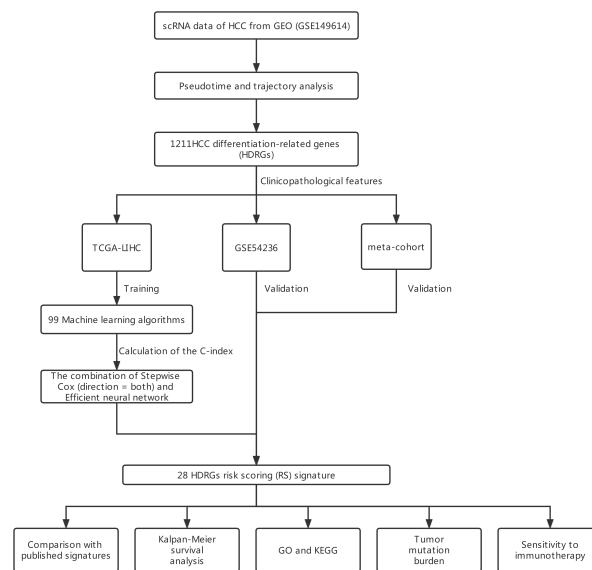 scRNA data of HCC from GEO (GSE149614)
Pseudotime and trajectory analysis
1211HCC differentiation-related genes
(HDRGs)
Clinicopathological features
TCGA-LIHC
GSE54236
meta-cohort
Training
Validation
Validation
99 Machine learning algorithms
Calculation of the C-index
The combination of Stepwise
Cox (direction = both) and
Efficient neural network
28 HDRGs risk scoring (RS) signature
Comparison with
published signatures
Kalpan-Meier
survival
analysis
GO and KEGG
Tumor
mutation
burden
Sensitivity to
immunotherapy